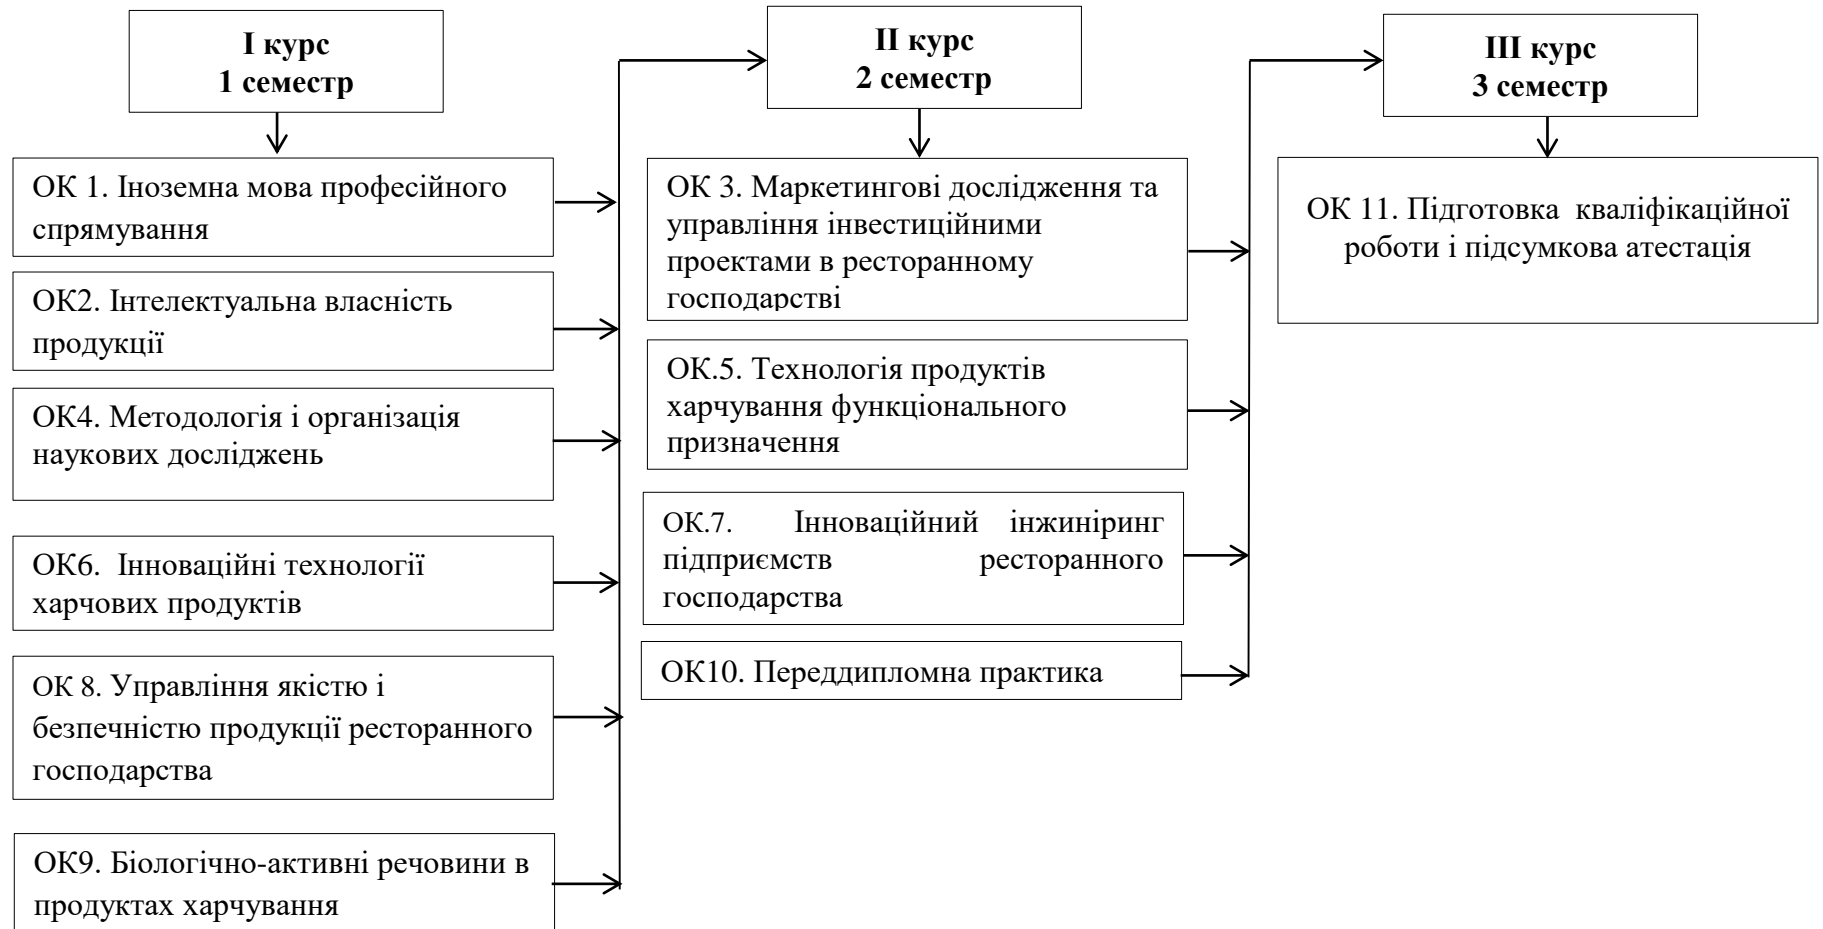 І курс
1 семестр
ОК 1. Іноземна мова професійного
спрямування
ОК2. Інтелектуальна власність
продукції
ОК4. Методологія і організація
наукових досліджень
ОК6. Інноваційні технології
харчових продуктів
ОК 8. Управління якістю і
безпечністю продукції ресторанного
господарства
ОК9. Біологічно-активні речовини в
продуктах харчування
ІІ курс
2 семестр
ОК 3. Маркетингові дослідження та
управління інвестиційними
проектами в ресторанному
господарстві
ОК.5. Технологія продуктів
харчування функціонального
призначення
ОК.7. Інноваційний інжиніринг
підприємств ресторанного
господарства
ОК10. Переддипломна практика
ІІІ курс
3 семестр
ОК 11. Підготовка кваліфікаційної
роботи і підсумкова атестація